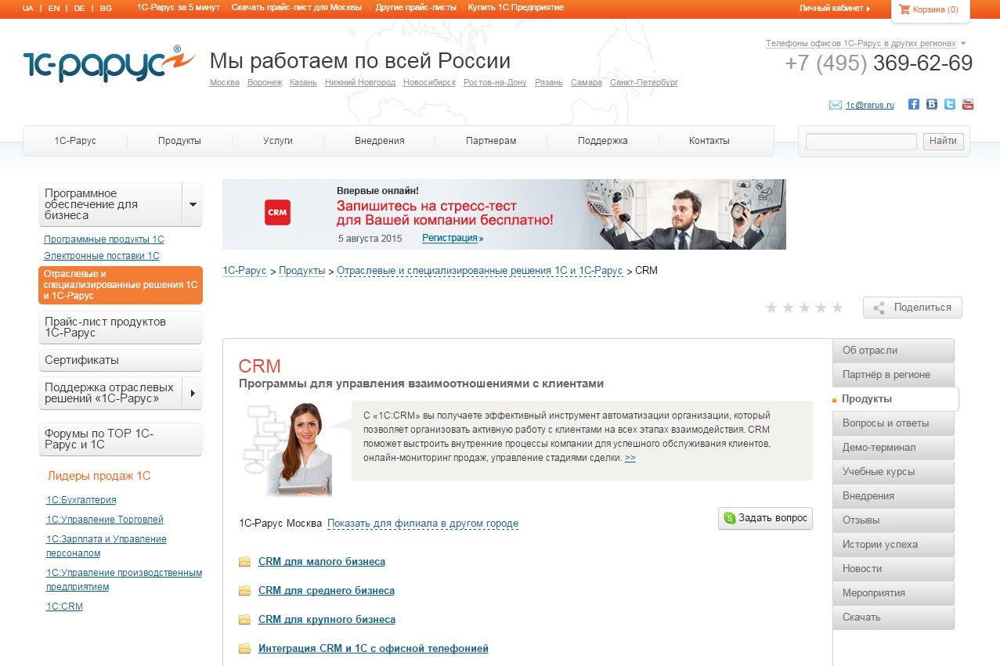 UA | EN | DE | BG
1С-Рарус за 5 минут | Скачать прайс-лист для Москвы | Другие прайс-листы | Купить 1С:Предприятие
Личный кабинет
Корзина (0)
1С-Рарус
Мы работаем по всей России
Москва Воронеж Казань Нижний Новгород Новосибирск Ростов-на-Дону Рязань Самара Санкт-Петербург
Телефоны офисов 1С-Рарус в других регионах
+7 (495) 369-62-69
1c@rarus.ru
1С-Рарус Продукты Услуги Внедрения Партнерам Поддержка Контакты
Найти
Программное
обеспечение для
бизнеса
Программные продукты 1С
Электронные поставки 1С
Отраслевые и
специализированные решения 1С
и 1С-Рарус
Прайс-лист продуктов
1С-Рарус
Сертификаты
Поддержка отраслевых
решений «1С-Рарус»
Форумы по ТОР 1С-
Рарус и 1С
Лидеры продаж 1С
1С:Бухгалтерия
1С:Управление Торговлей
1С:Зарплата и Управление
персоналом
1С:Управление производственным
предприятием
1С:CRM
CRM
Впервые онлайн!
Запишитесь на стресс-тест
для Вашей компании бесплатно!
5 августа 2015 Регистрация »
1С-Рарус > Продукты > Отраслевые и специализированные решения 1С и 1С-Рарус > CRM
Поделиться
CRM
Программы для управления взаимоотношениями с клиентами
С «1С:CRM» вы получаете эффективный инструмент автоматизации организации, который
позволяет организовать активную работу с клиентами на всех этапах взаимодействия. CRM
поможет выстроить внутренние процессы компании для успешного обслуживания клиентов,
онлайн-мониторинг продаж, управление стадиями сделки. >>
1С-Рарус Москва Показать для филиала в другом городе
Задать вопрос
CRM для малого бизнеса
CRM для среднего бизнеса
CRM для крупного бизнеса
Интеграция CRM и 1С с офисной телефонией
Об отрасли
Партнёр в регионе
Продукты
Вопросы и ответы
Демо-терминал
Учебные курсы
Внедрения
Отзывы
Истории успеха
Новости
Мероприятия
Скачать